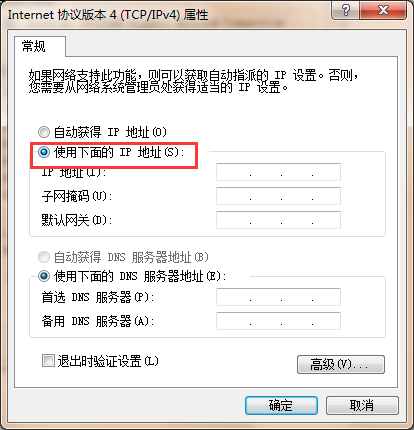 Internet 协议版本 4 (TCP/IPv4) 属性
常规
如果网络支持此功能，则可以获取自动指派的 IP 设置。否则，
您需要从网络系统管理员处获得适当的 IP 设置。
自动获得 IP 地址(O)
使用下面的 IP 地址(S):
IP 地址(I):
子网掩码(U):
默认网关(D):
自动获得 DNS 服务器地址(B)
使用下面的 DNS 服务器地址(E):
首选 DNS 服务器(P):
备用 DNS 服务器(A):
退出时验证设置(L)
高级(V)...
确定
取消